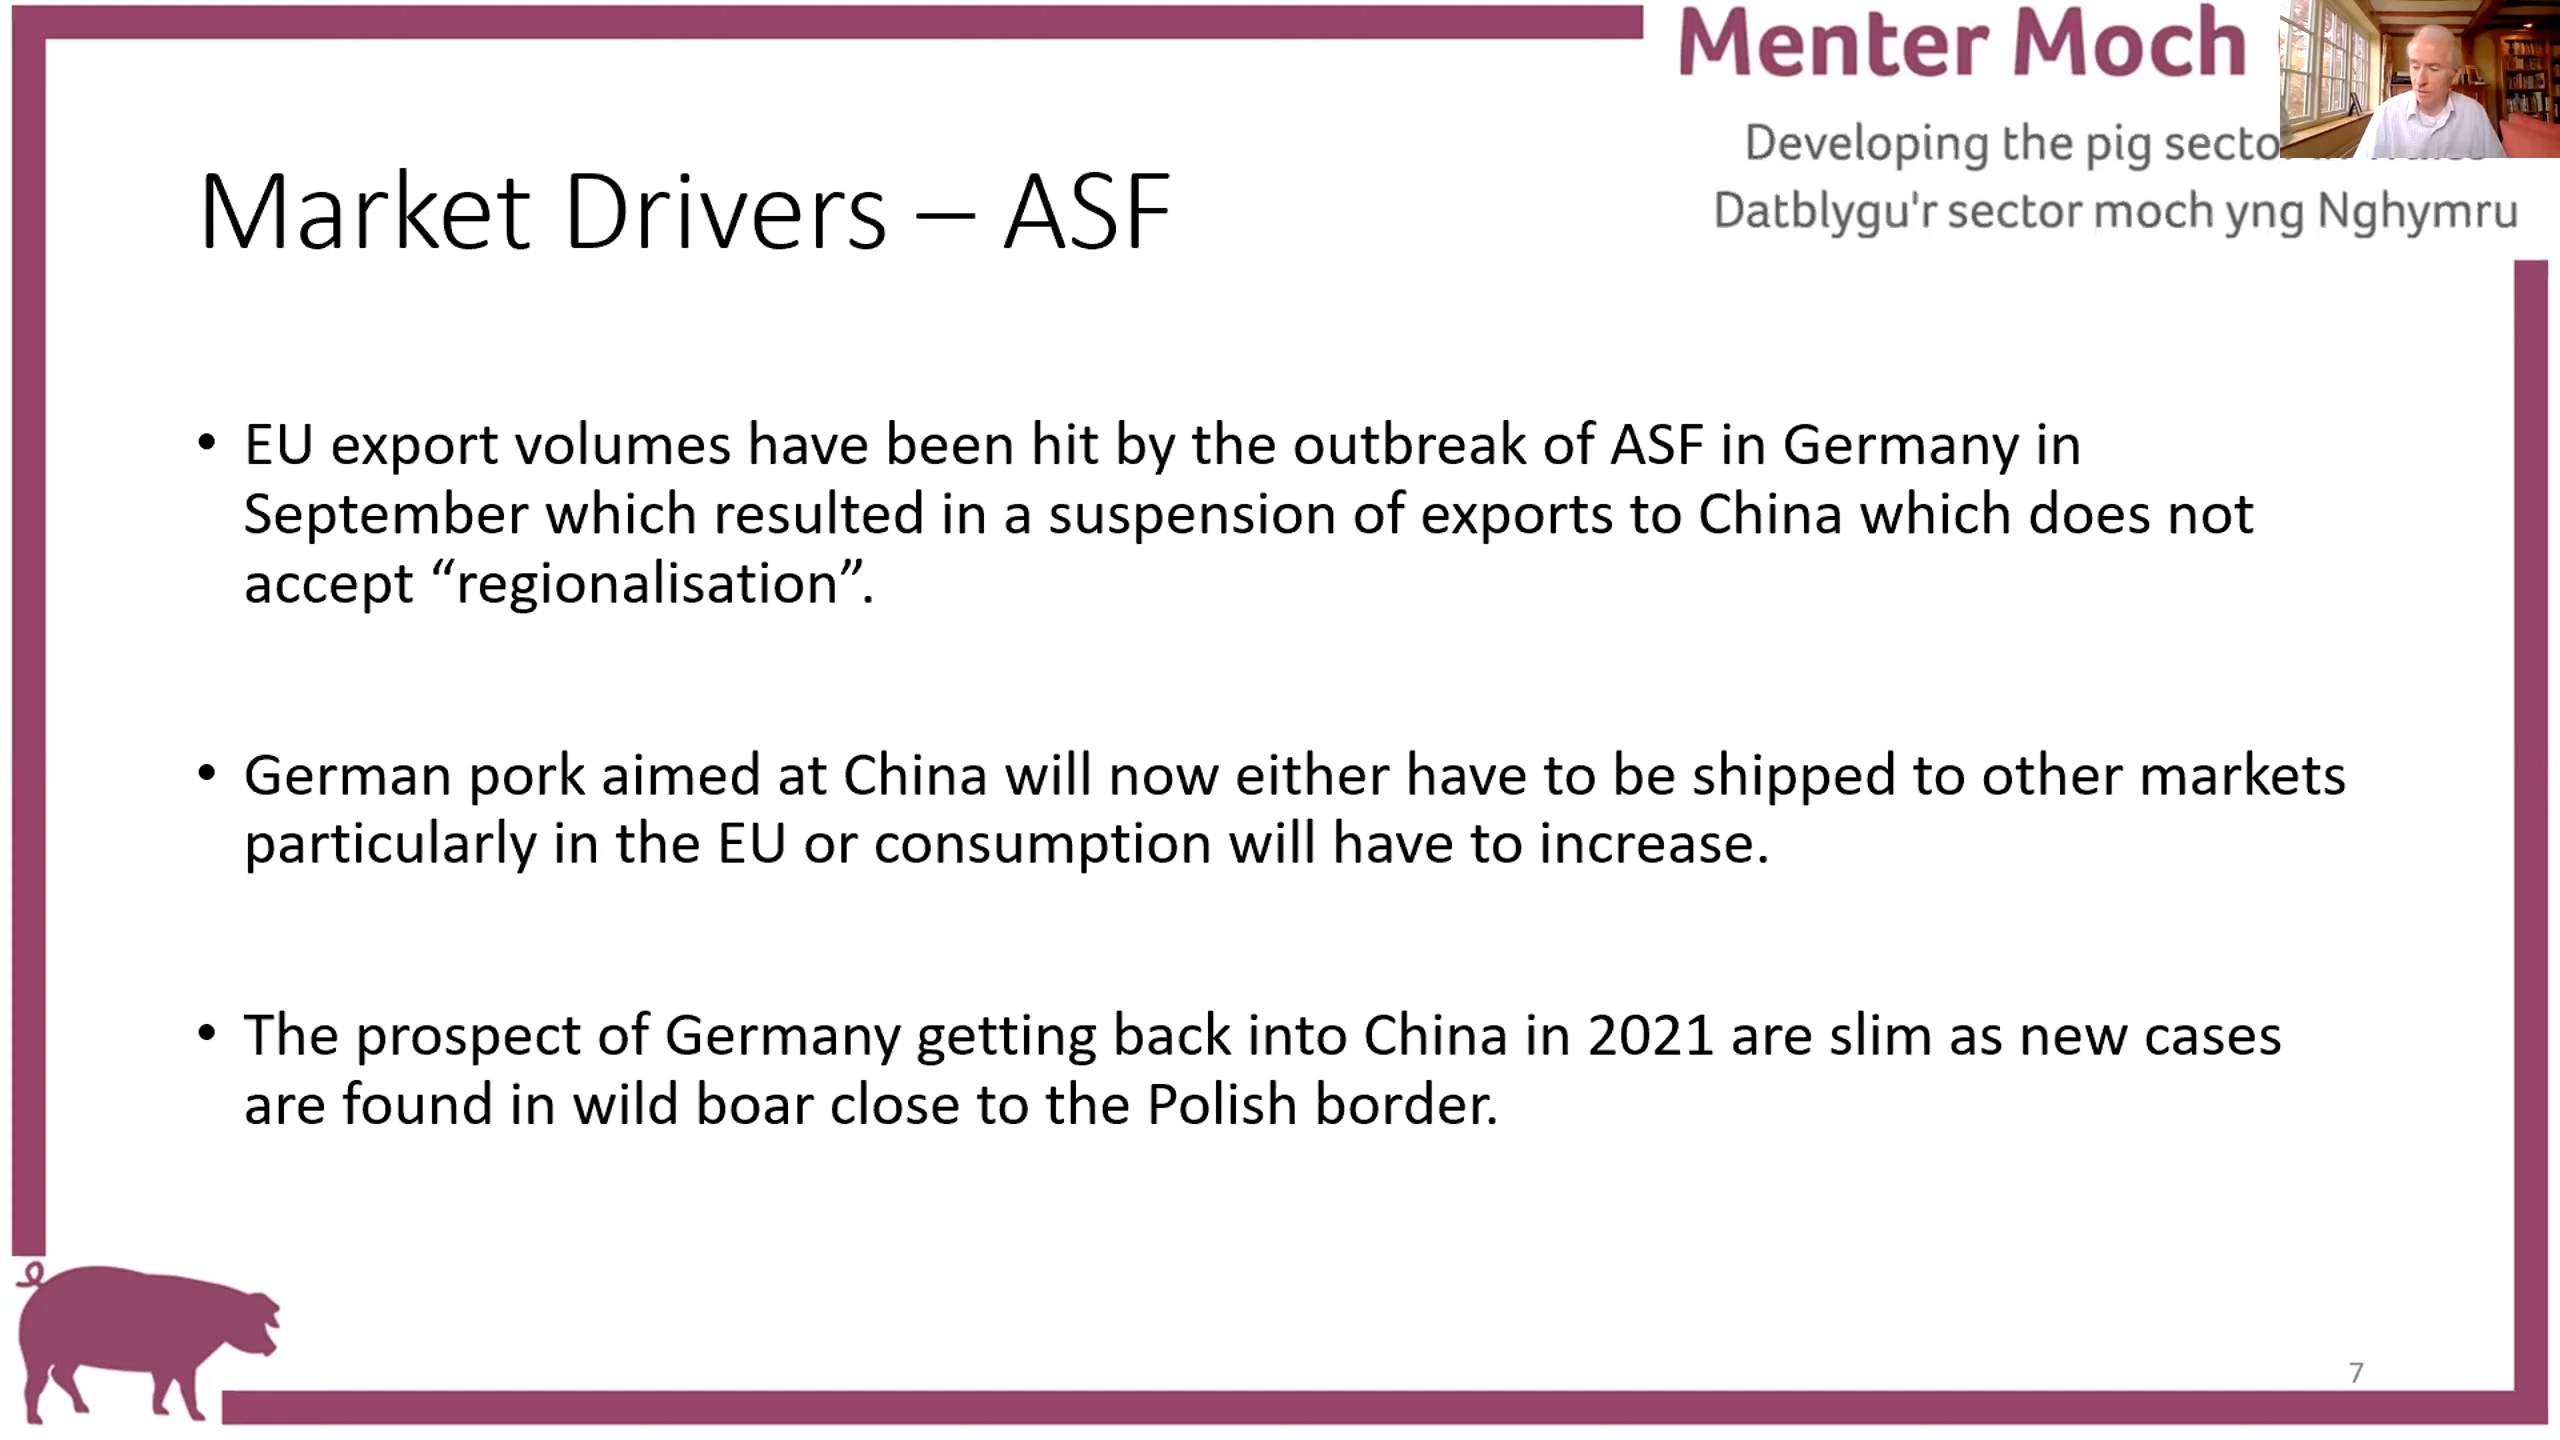 Menter Moch
Developing the pig
Datblygu'r sector moch yng Nghymru
Market Drivers – ASF
• EU export volumes have been hit by the outbreak of ASF in Germany in
September which resulted in a suspension of exports to China which does not
accept “regionalisation”.
• German pork aimed at China will now either have to be shipped to other markets
particularly in the EU or consumption will have to increase.
• The prospect of Germany getting back into China in 2021 are slim as new cases
are found in wild boar close to the Polish border.
7